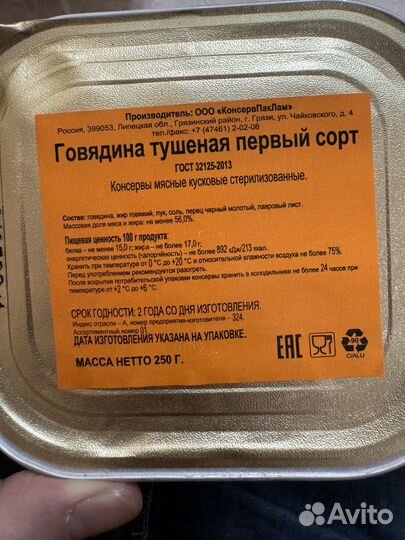 Производитель: ООО «КонсервПакЛам»
Россия, 399053, Липецкая обл., Грязинский район, г. Грязи, ул. Чайковского, д. 4
тел./факс: +7 (47461) 2-02-08
Говядина тушеная первый сорт
ГОСТ 32125-2013
Консервы мясные кусковые стерилизованные.
Состав: говядина, жир говяжий, лук, соль, перец черный молотый, лавровый лист.
Массовая доля мяса и жира: не менее 56,0%.
Пищевая ценность 100 г продукта:
белка – не менее 15,0 г; жира – не более 17,0 г;
энергетическая ценность (калорийность) – не более 892 кДж/213 ккал.
Хранить при температуре от 0 °С до +20 °С и относительной влажности воздуха не более 75%.
Перед употреблением рекомендуется разогреть.
После вскрытия потребительской упаковки консервы хранить в холодильнике не более 24 часов при
температуре от +2 °С до +6 °С
СРОК ГОДНОСТИ: 2 ГОДА СО ДНЯ ИЗГОТОВЛЕНИЯ.
Индекс отрасли – А, номер предприятия-изготовителя - 324.
Ассортиментный номер 01.
ДАТА ИЗГОТОВЛЕНИЯ УКАЗАНА НА УПАКОВКЕ.
МАССА НЕТТО 250 Г.
EAC
90
C/ALU
Avito